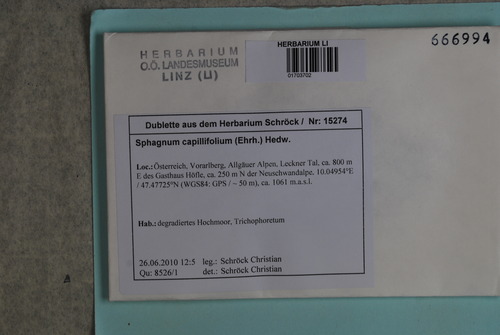 HERBARIUM
O.Ö. LANDESMUSEUM
LINZ (LI)
HERBARIUM LI
01703702
666994
Dublette aus dem Herbarium Schröck / Nr: 15274
Sphagnum capillifolium (Ehrh.) Hedw.
Loc.: Österreich, Vorarlberg, Allgäuer Alpen, Leckner Tal, ca. 800 m
E des Gasthaus Höfle, ca. 250 m N der Neuschwandalpe. 10.04954°E
/ 47.47725°N (WGS84: GPS / ~ 50 m), ca. 1061 m.a.s.l.
Hab.: degradiertes Hochmoor, Trichophoretum
26.06.2010 12:5 leg.: Schröck Christian
Qu: 8526/1 det.: Schröck Christian